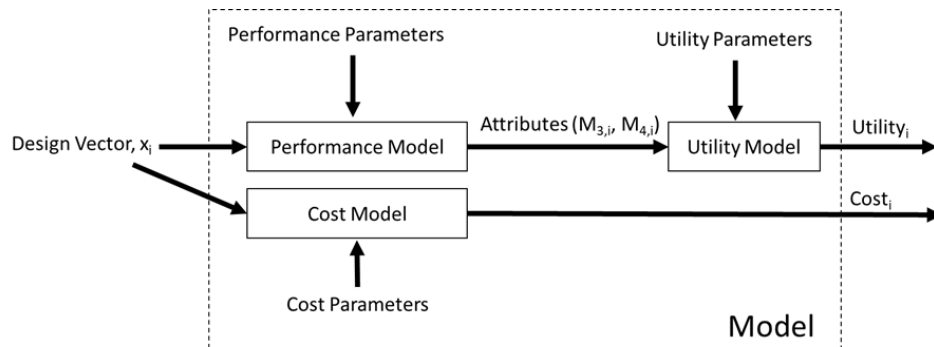 Performance Parameters
Utility Parameters
Attributes (M3,i, M4,i)
Utilityi
Design Vector, xi
Performance Model
Utility Model
Costi
Cost Model
Cost Parameters
Model